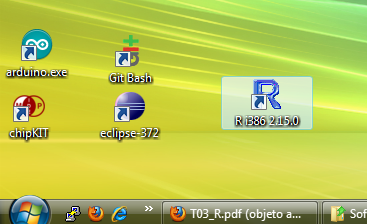 arduino.exe
Git Bash
chipKIT
eclipse-372
R i386 2.15.0
» T03_R.pdf (objeto a...
Sof